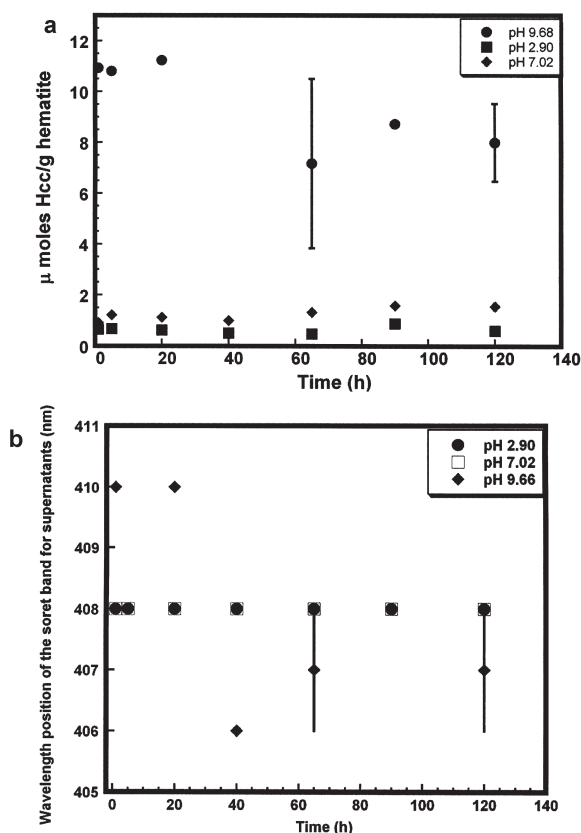 a
12
10
8
6
4
2
0
μ moles Hcc/g hematite
pH 9.68
pH 2.90
pH 7.02
0 20 40 60 80 100 120 140
Time (h)
b
411
410
409
408
407
406
405
Wavelength position of the soret band for supernatants (nm)
pH 2.90
pH 7.02
pH 9.66
0 20 40 60 80 100 120 140
Time (h)